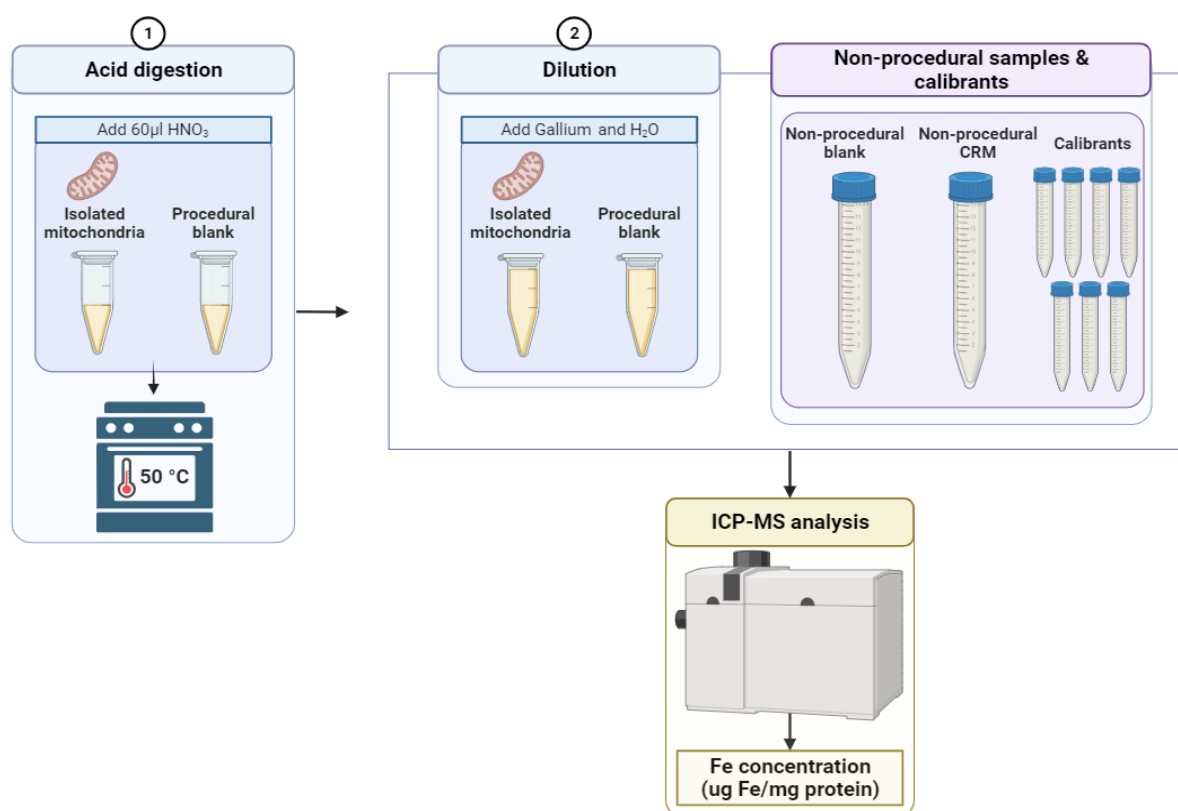 1
Acid digestion
Add 60µl HNO₃
Isolated
mitochondria
Procedural
blank
50 °C
2
Dilution
Add Gallium and H₂O
Isolated
mitochondria
Procedural
blank
Non-procedural samples &
calibrants
Non-procedural
blank
Non-procedural
CRM
Calibrants
ICP-MS analysis
Fe concentration
(ug Fe/mg protein)